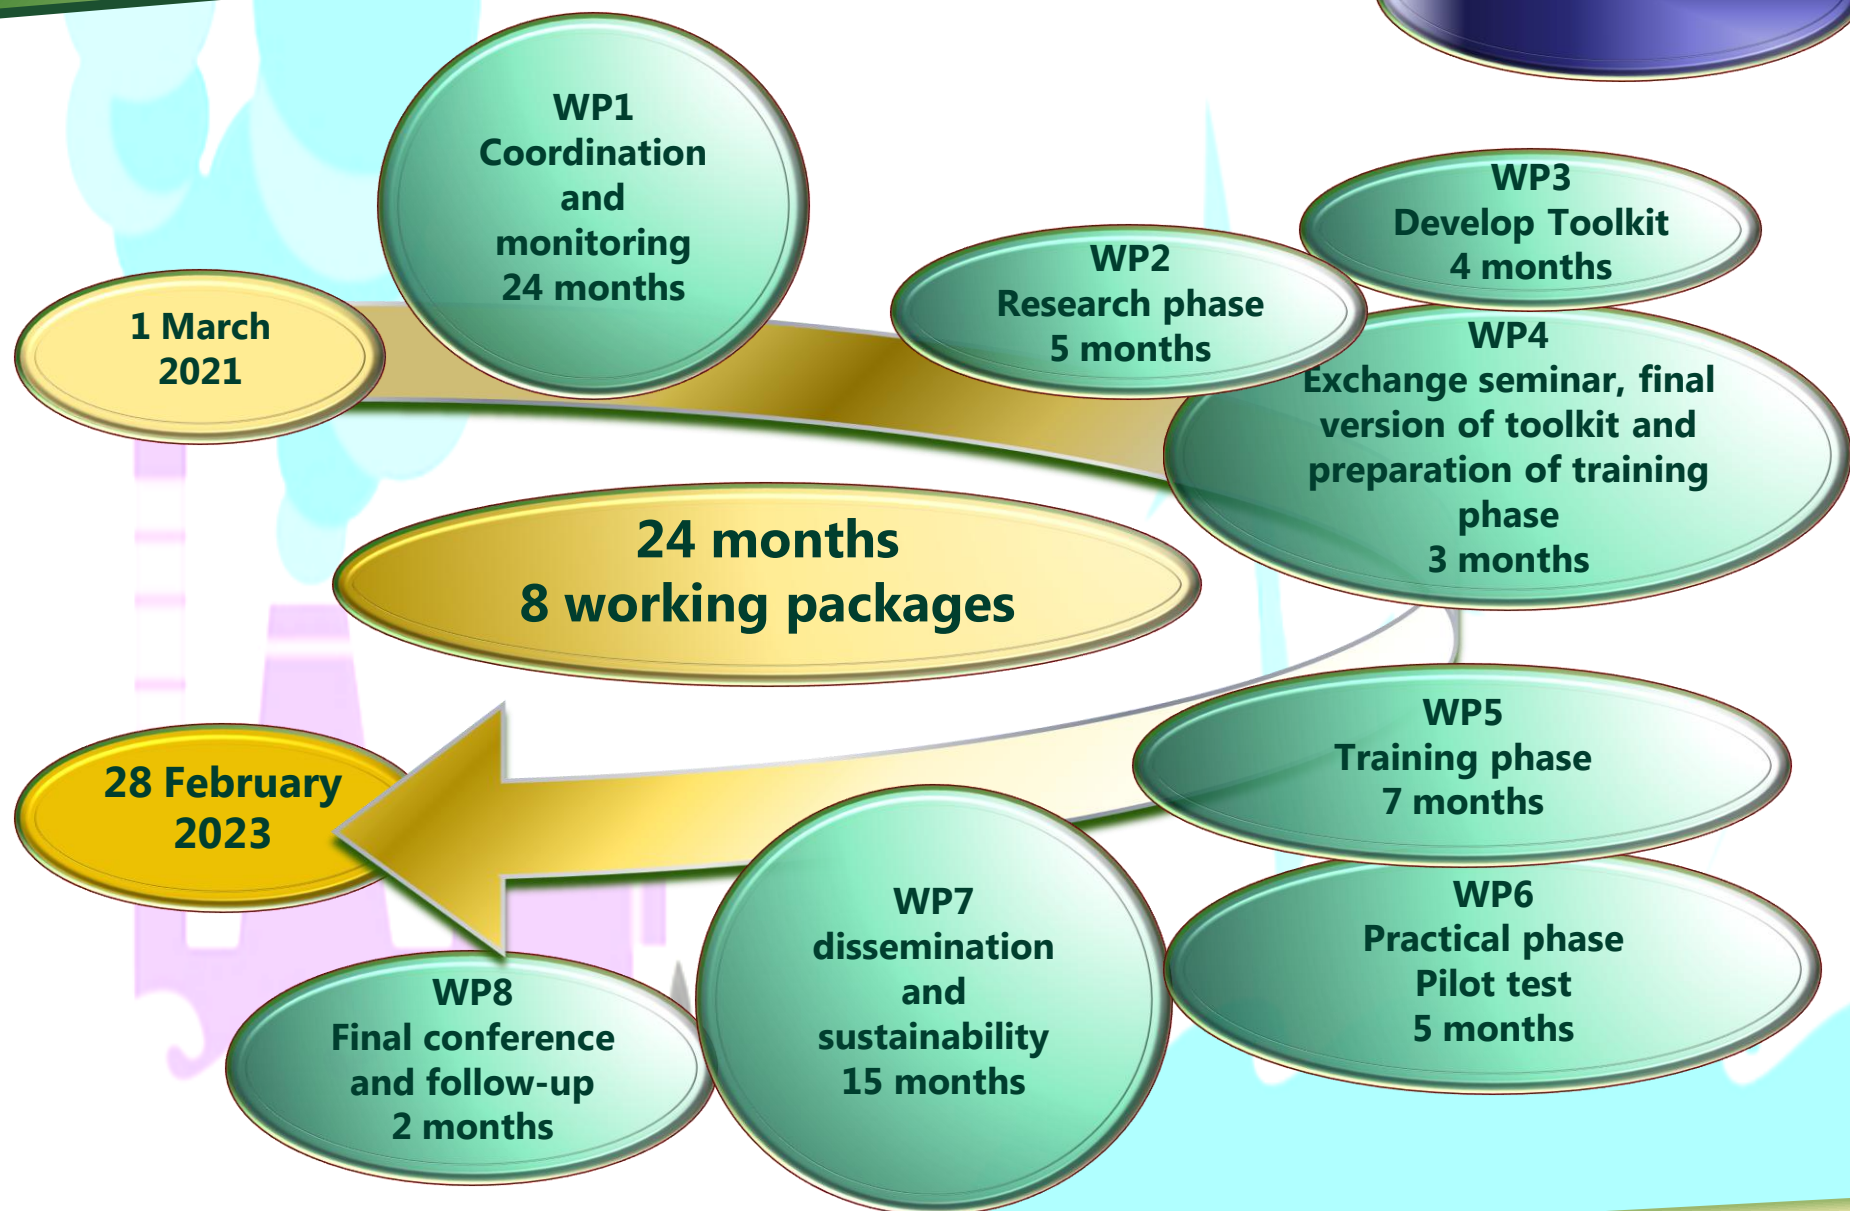 WP1
Coordination
and
monitoring
24 months
WP3
Develop Toolkit
4 months
WP2
Research phase
5 months
1 March
2021
WP4
Exchange seminar, final
version of toolkit and
preparation of training
phase
3 months
24 months
8 working packages
WP5
Training phase
7 months
28 February
2023
WP6
Practical phase
Pilot test
5 months
WP7
dissemination
and
sustainability
15 months
WP8
Final conference
and follow-up
2 months